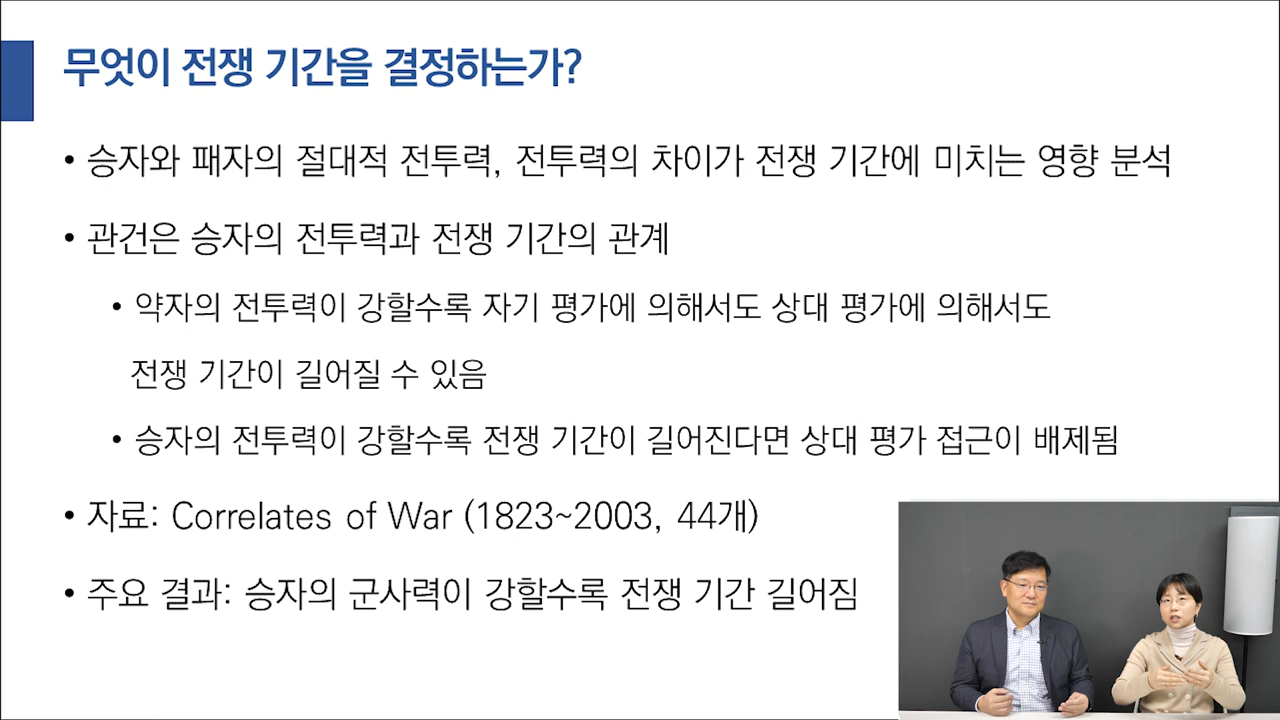 무엇이 전쟁 기간을 결정하는가?
• 승자와 패자의 절대적 전투력, 전투력의 차이가 전쟁 기간에 미치는 영향 분석
• 관건은 승자의 전투력과 전쟁 기간의 관계
• 약자의 전투력이 강할수록 자기 평가에 의해서도 상대 평가에 의해서도
전쟁 기간이 길어질 수 있음
• 승자의 전투력이 강할수록 전쟁 기간이 길어진다면 상대 평가 접근이 배제됨
• 자료: Correlates of War (1823~2003, 44개)
• 주요 결과: 승자의 군사력이 강할수록 전쟁 기간 길어짐